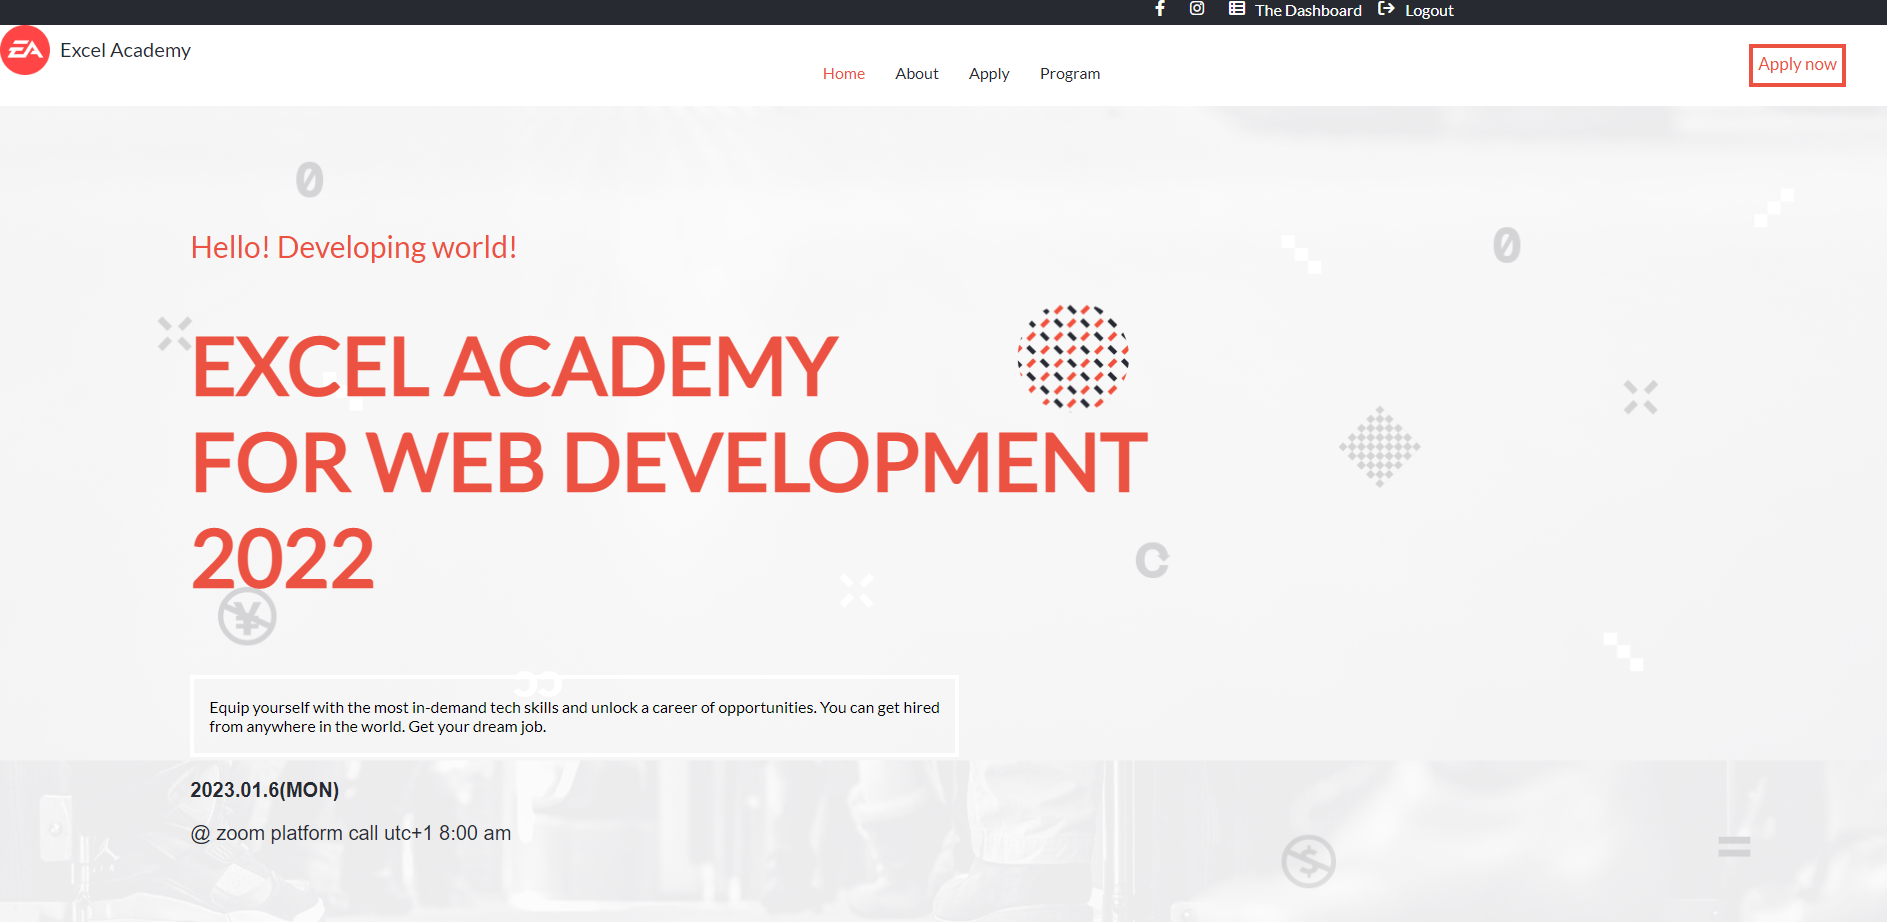 The Dashboard Logout
EA
Excel Academy
Home About Apply Program
Apply now
Hello! Developing world!
EXCEL ACADEMY
FOR WEB DEVELOPMENT
2022
Equip yourself with the most in-demand tech skills and unlock a career of opportunities. You can get hired
from anywhere in the world. Get your dream job.
2023.01.6(MON)
@ zoom platform call utc+1 8:00 am